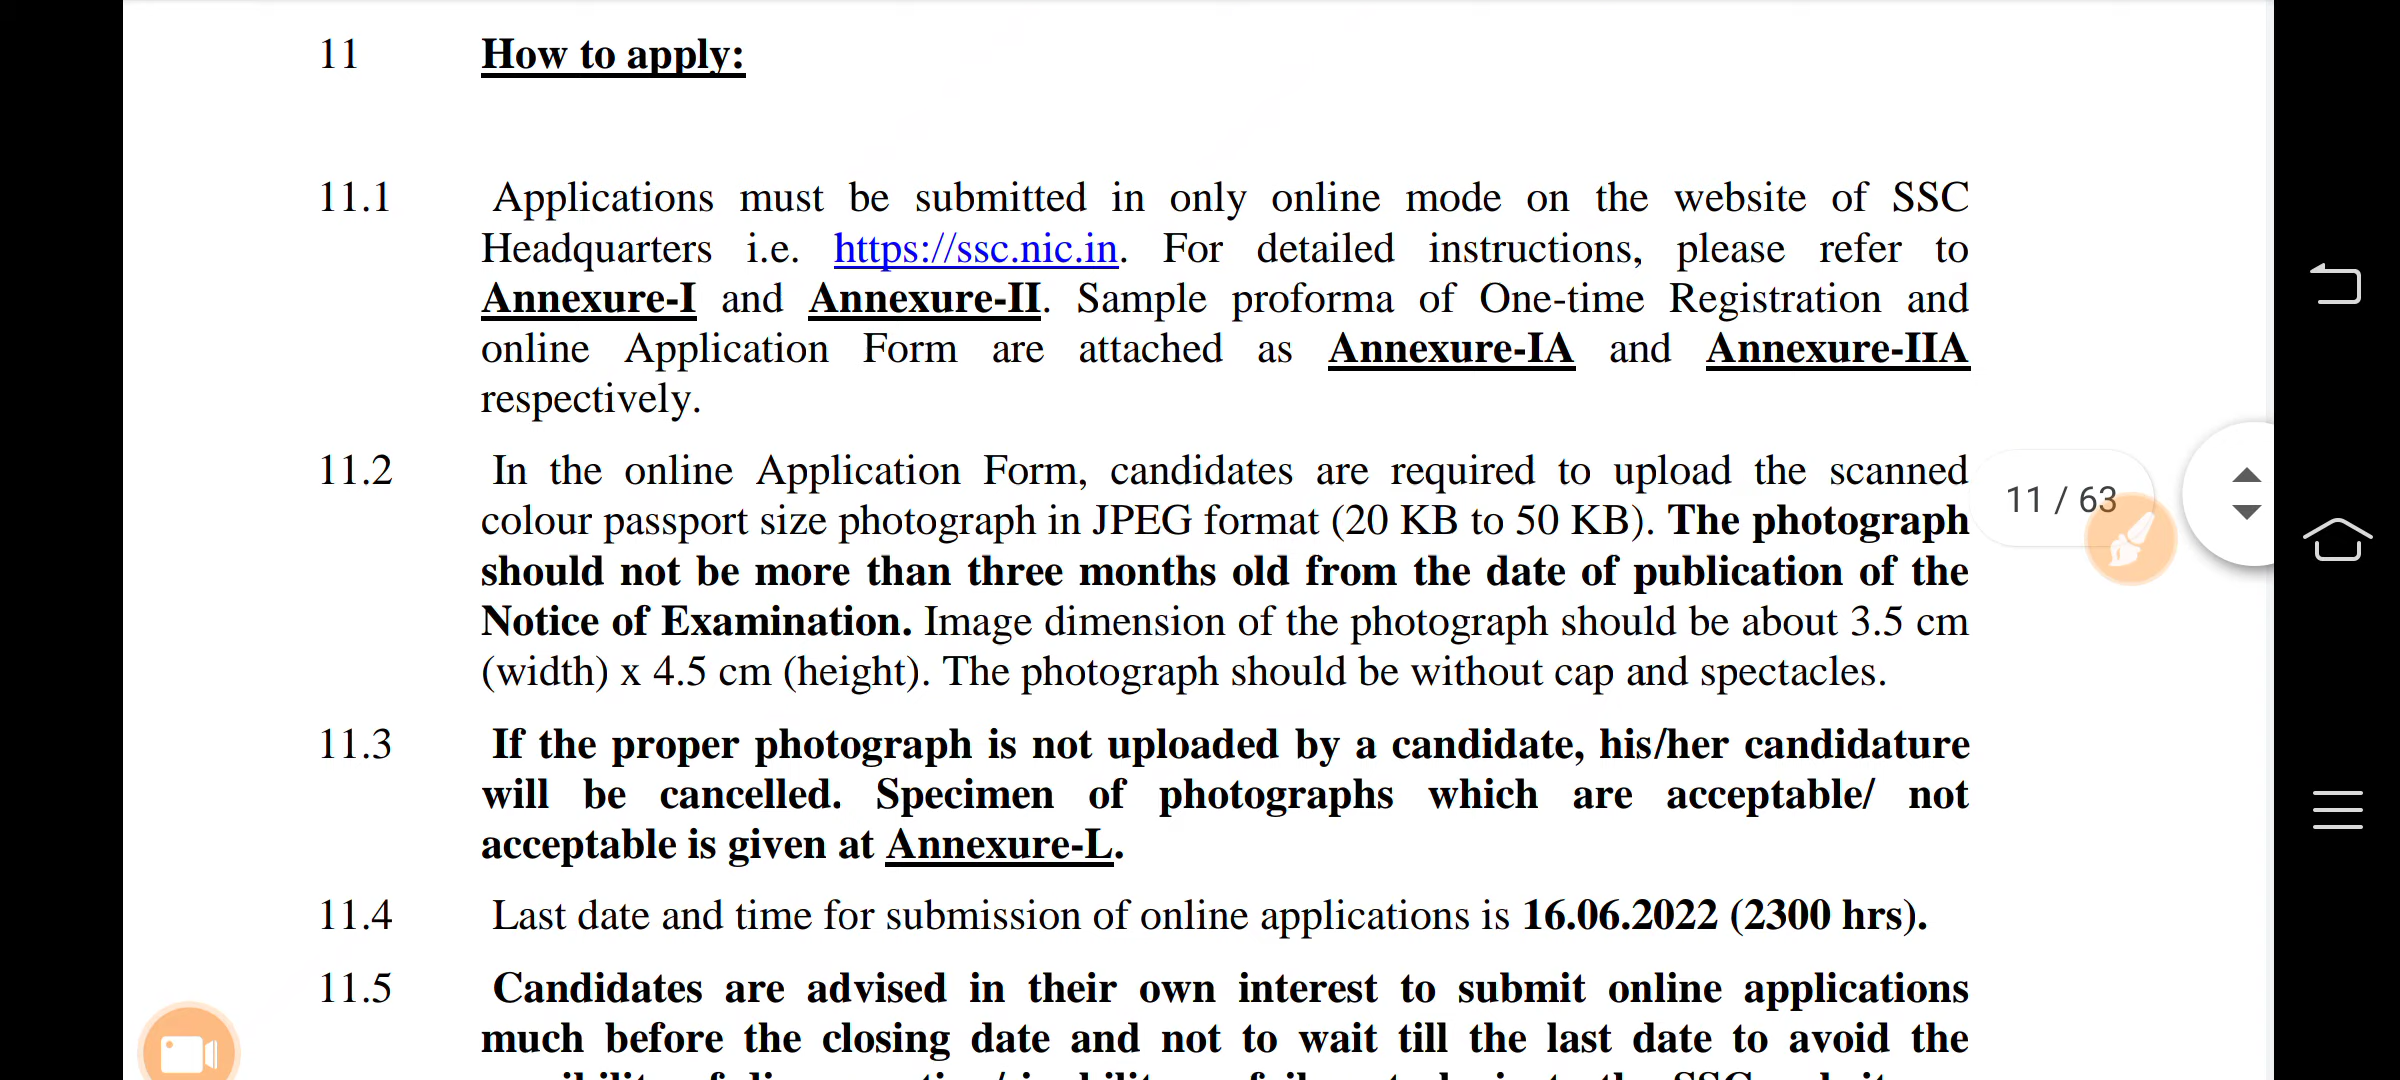 11 How to apply:
11.1 Applications must be submitted in only online mode on the website of SSC
Headquarters i.e. https://ssc.nic.in. For detailed instructions, please refer to
Annexure-I and Annexure-II. Sample proforma of One-time Registration and
online Application Form are attached as Annexure-IA and Annexure-IIA
respectively.
11.2 In the online Application Form, candidates are required to upload the scanned
colour passport size photograph in JPEG format (20 KB to 50 KB). The photograph
should not be more than three months old from the date of publication of the
Notice of Examination. Image dimension of the photograph should be about 3.5 cm
(width) x 4.5 cm (height). The photograph should be without cap and spectacles.
11 / 63
11.3 If the proper photograph is not uploaded by a candidate, his/her candidature
will be cancelled. Specimen of photographs which are acceptable/ not
acceptable is given at Annexure-L.
11.4 Last date and time for submission of online applications is 16.06.2022 (2300 hrs).
11.5 Candidates are advised in their own interest to submit online applications
much before the closing date and not to wait till the last date to avoid the